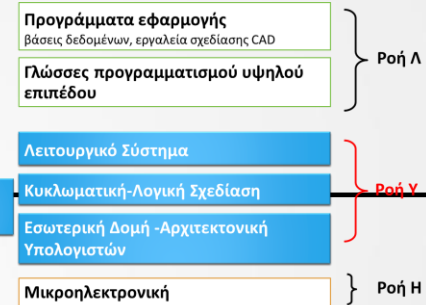 Προγράμματα εφαρμογής
βάσεις δεδομένων, εργαλεία σχεδίασης CAD
Ροή Λ
Γλώσσες προγραμματισμού υψηλού
επιπέδου
Λειτουργικό Σύστημα
Κυκλωματική-Λογική Σχεδίαση
Ροή Υ
Εσωτερική Δομή -Αρχιτεκτονική
Υπολογιστών
Μικροηλεκτρονική
Ροή Η